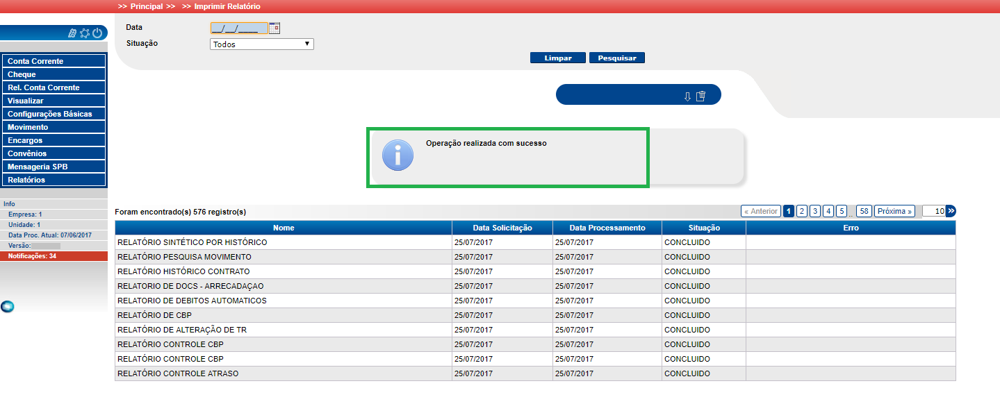 >> Principal >> >> Imprimir Relatório
Data __/__/____
Situação Todos
Limpar Pesquisar
Conta Corrente
Cheque
Rel. Conta Corrente
Visualizar
Configurações Básicas
Movimento
Encargos
Convênios
Mensageria SPB
Relatórios
Info
Empresa: 1
Unidade: 1
Data Proc. Atual: 07/06/2017
Versão:
Notificações: 34
Operação realizada com sucesso
Foram encontrado(s) 576 registro(s)
« Anterior 1 2 3 4 5 .. 58 Próxima » 10 »
Nome Data Solicitação Data Processamento Situação Erro
RELATÓRIO SINTÉTICO POR HISTÓRICO 25/07/2017 25/07/2017 CONCLUIDO
RELATÓRIO PESQUISA MOVIMENTO 25/07/2017 25/07/2017 CONCLUIDO
RELATÓRIO HISTÓRICO CONTRATO 25/07/2017 25/07/2017 CONCLUIDO
RELATORIO DE DOCS - ARRECADAÇAO 25/07/2017 25/07/2017 CONCLUIDO
RELATORIO DE DEBITOS AUTOMATICOS 25/07/2017 25/07/2017 CONCLUIDO
RELATÓRIO DE CBP 25/07/2017 25/07/2017 CONCLUIDO
RELATÓRIO DE ALTERAÇÃO DE TR 25/07/2017 25/07/2017 CONCLUIDO
RELATÓRIO CONTROLE CBP 25/07/2017 25/07/2017 CONCLUIDO
RELATÓRIO CONTROLE CBP 25/07/2017 25/07/2017 CONCLUIDO
RELATÓRIO CONTROLE ATRASO 25/07/2017 25/07/2017 CONCLUIDO